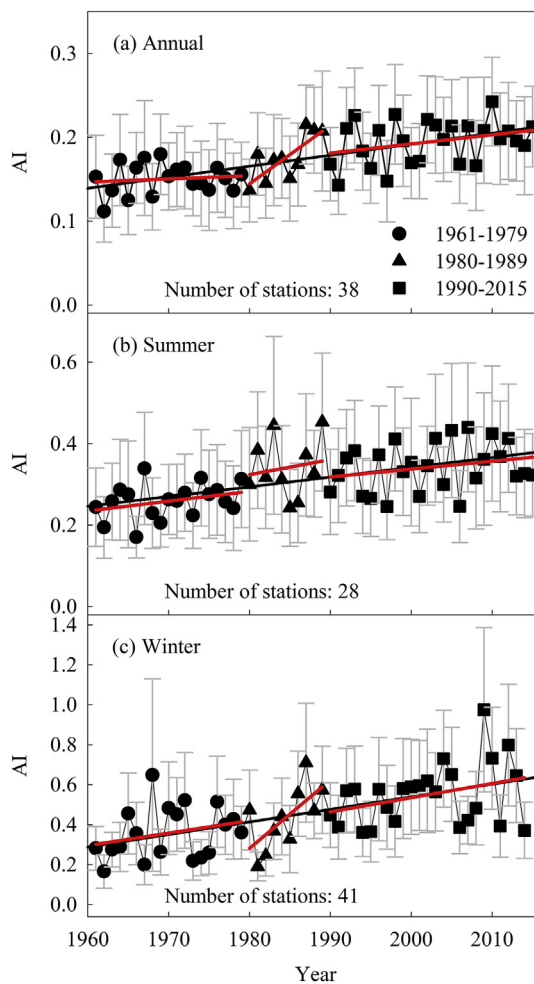 (a) Annual
0.3
0.2
0.1
0.0
AI
1961-1979
1980-1989
1990-2015
Number of stations: 38
(b) Summer
0.6
0.4
0.2
0.0
AI
Number of stations: 28
(c) Winter
1.4
1.2
1.0
0.8
0.6
0.4
0.2
0.0
AI
Number of stations: 41
1960 1970 1980 1990 2000 2010
Year